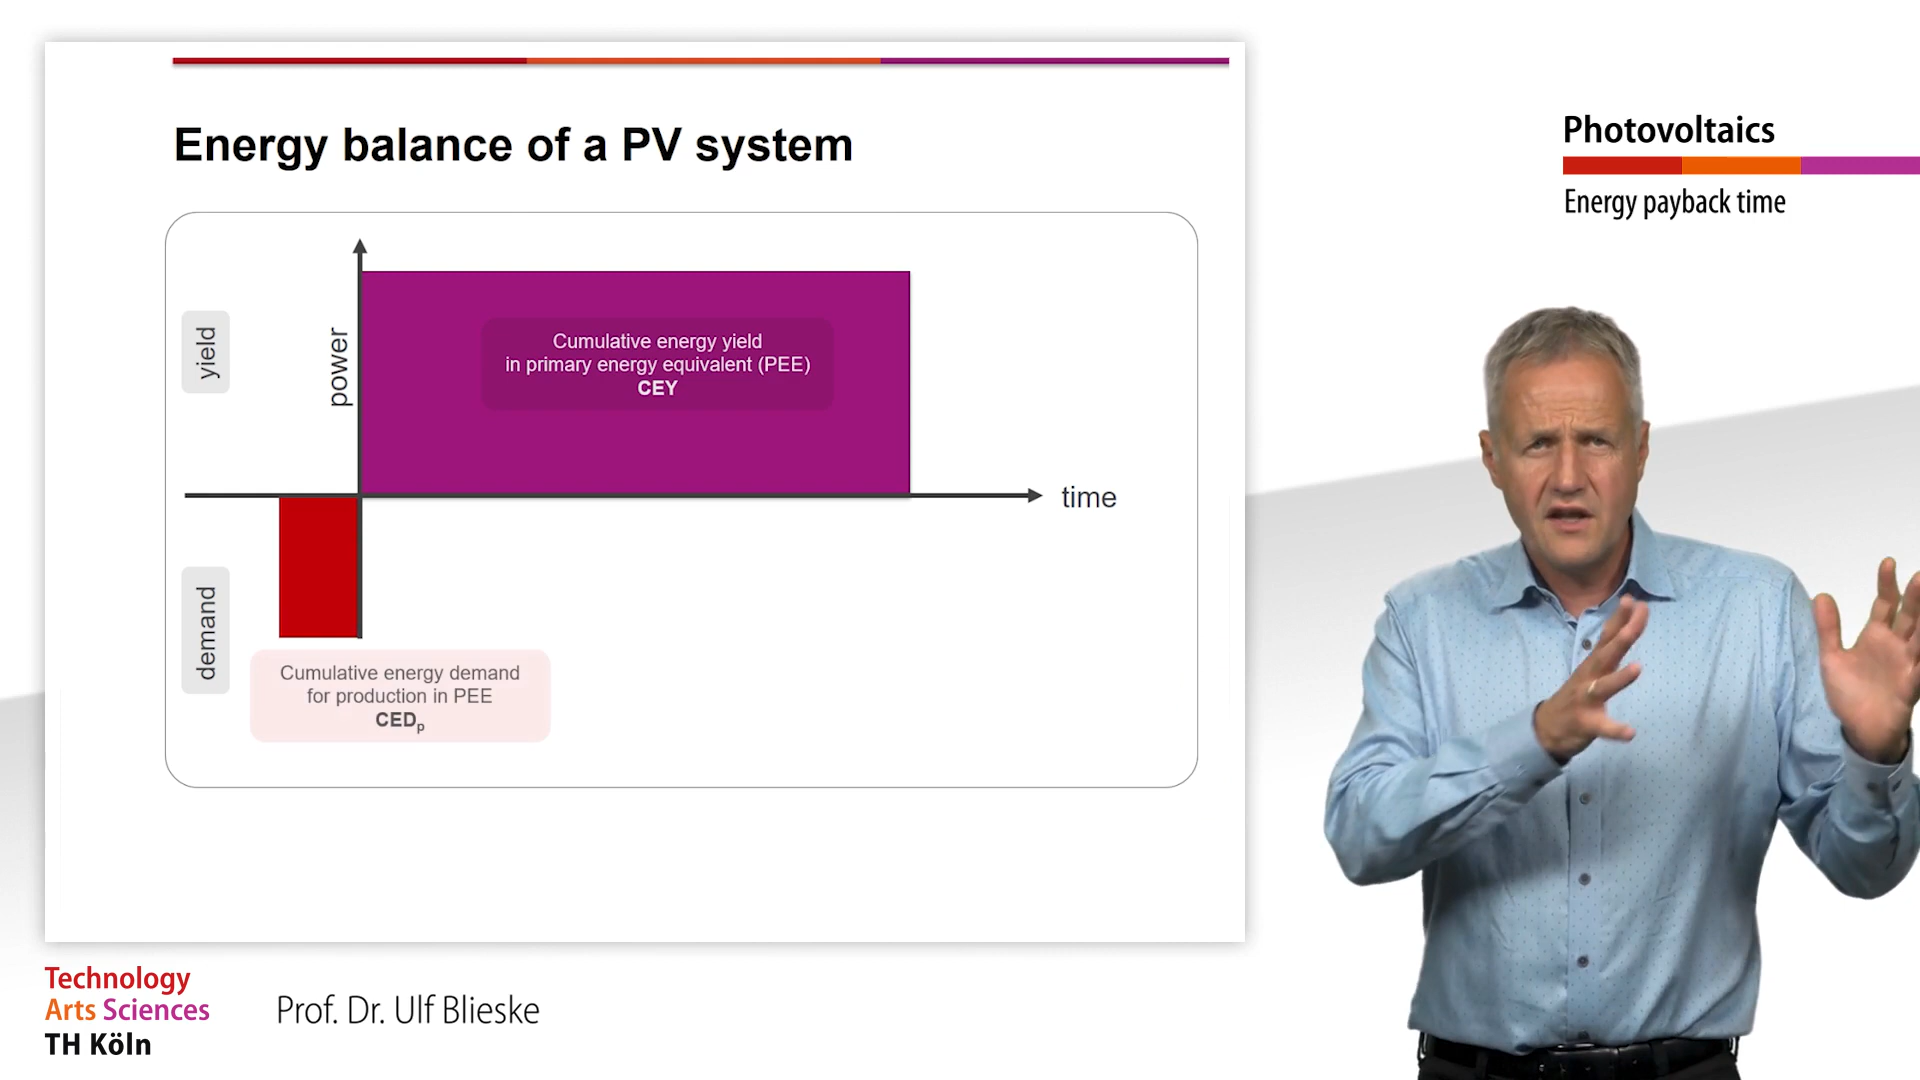 Energy balance of a PV system
Photovoltaics
Energy payback time
yield
power
Cumulative energy yield
in primary energy equivalent (PEE)
CEY
time
demand
Cumulative energy demand
for production in PEE
CEDp
Technology
Arts Sciences
TH Köln
Prof. Dr. Ulf Blieske